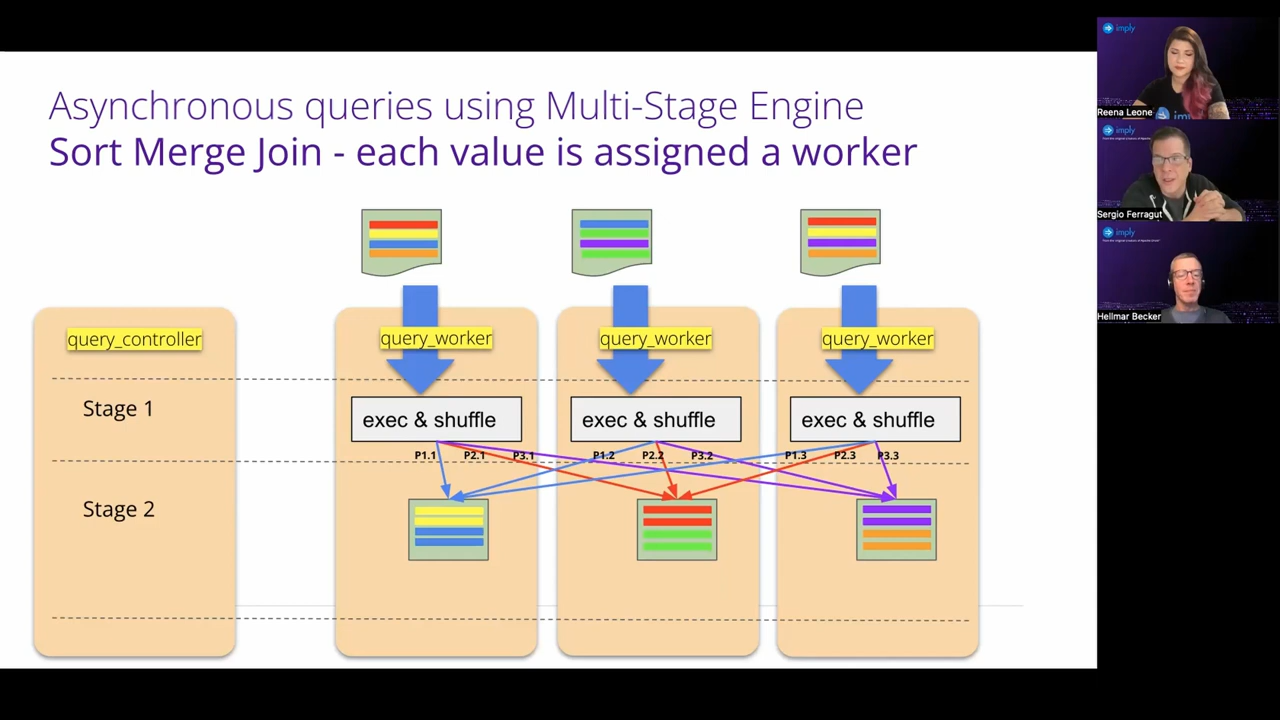 Asynchronous queries using Multi-Stage Engine
Sort Merge Join - each value is assigned a worker
query_controller
query_worker
query_worker
query_worker
Stage 1
exec & shuffle
exec & shuffle
exec & shuffle
P1.1
P2.1
P3.1
P1.2
P2.2
P3.2
P1.3
P2.3
P3.3
Stage 2
imply
Reena Leone
imply
Sergio Ferragut
imply
Hellmar Becker